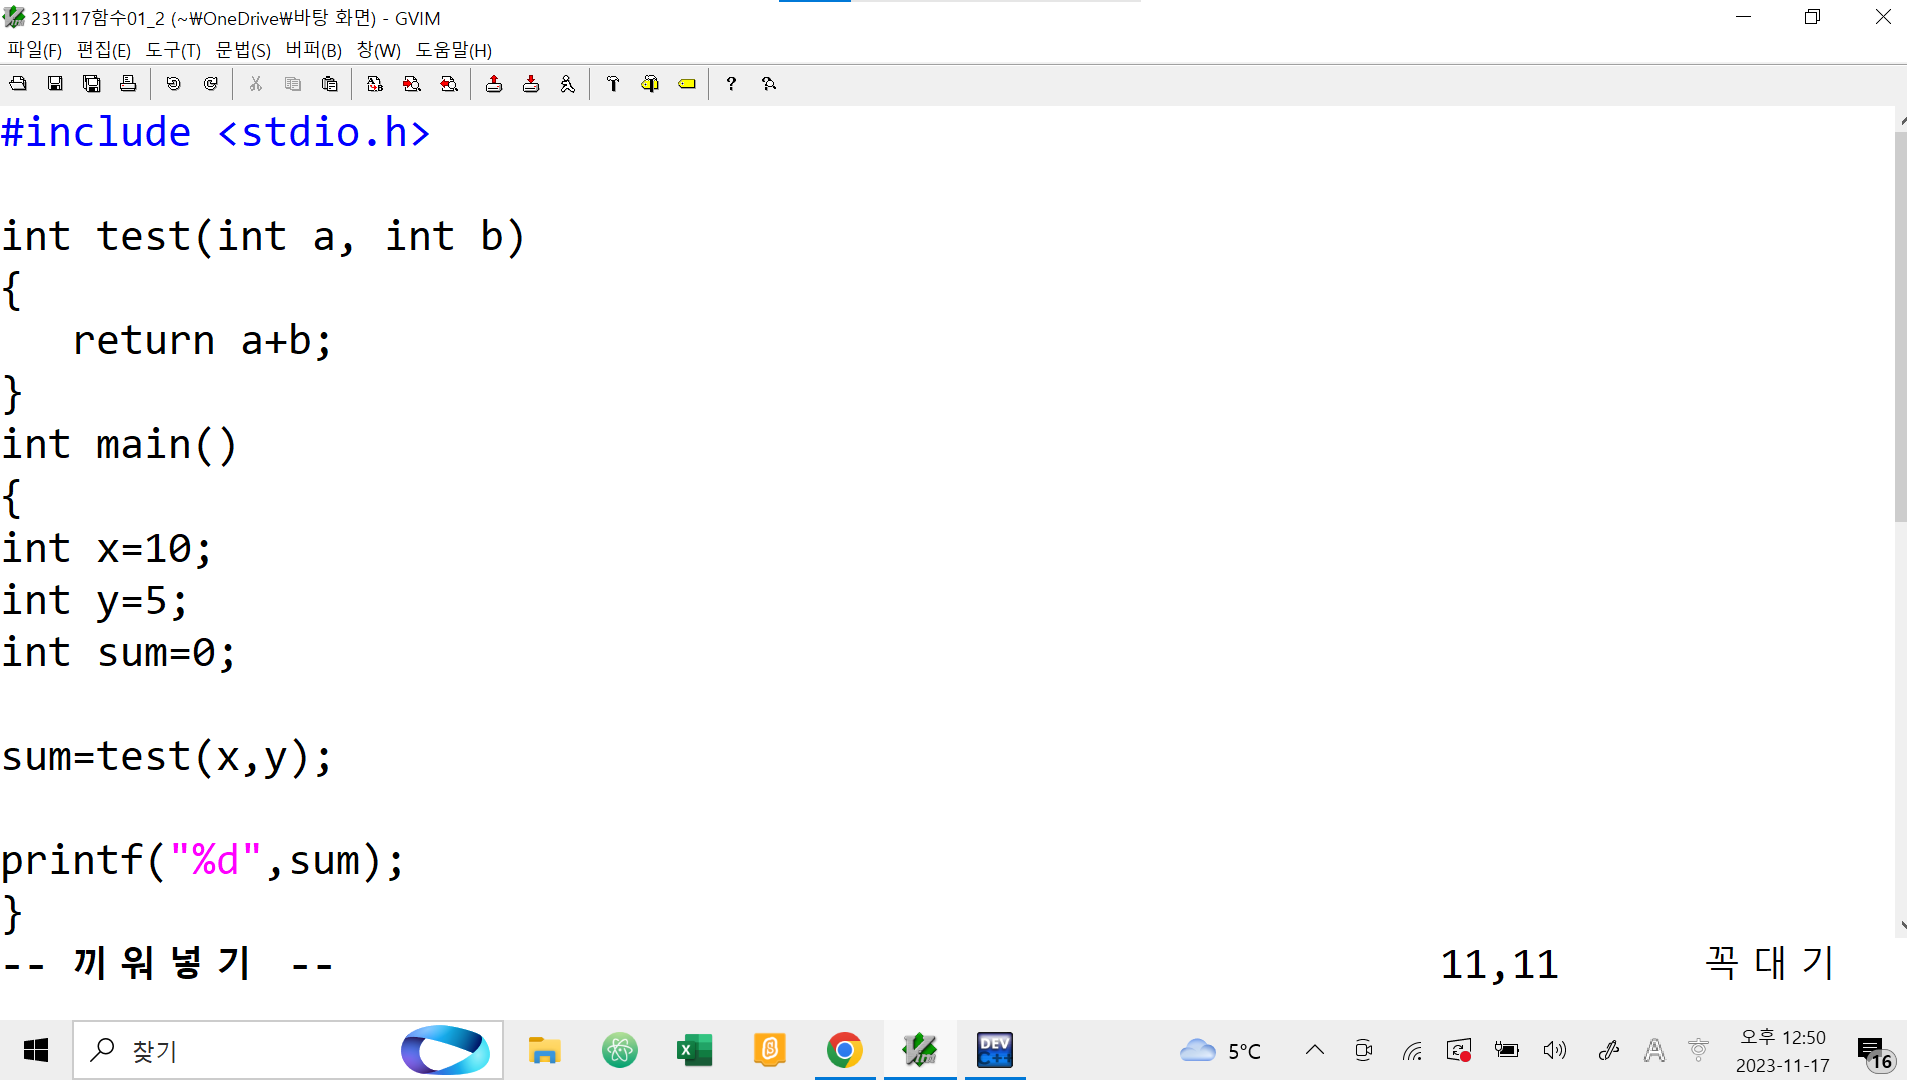 231117함수01_2 (~\OneDrive\바탕 화면) - GVIM
파일(F) 편집(E) 도구(T) 문법(S) 버퍼(B) 창(W) 도움말(H)
#include <stdio.h>
int test(int a, int b)
{
   return a+b;
}
int main()
{
int x=10;
int y=5;
int sum=0;
sum=test(x,y);
printf("%d",sum);
}
-- 끼워넣기 -- 11,11 꼭대기
찾기
DEV C++
5°C
오후 12:50
2023-11-17
16